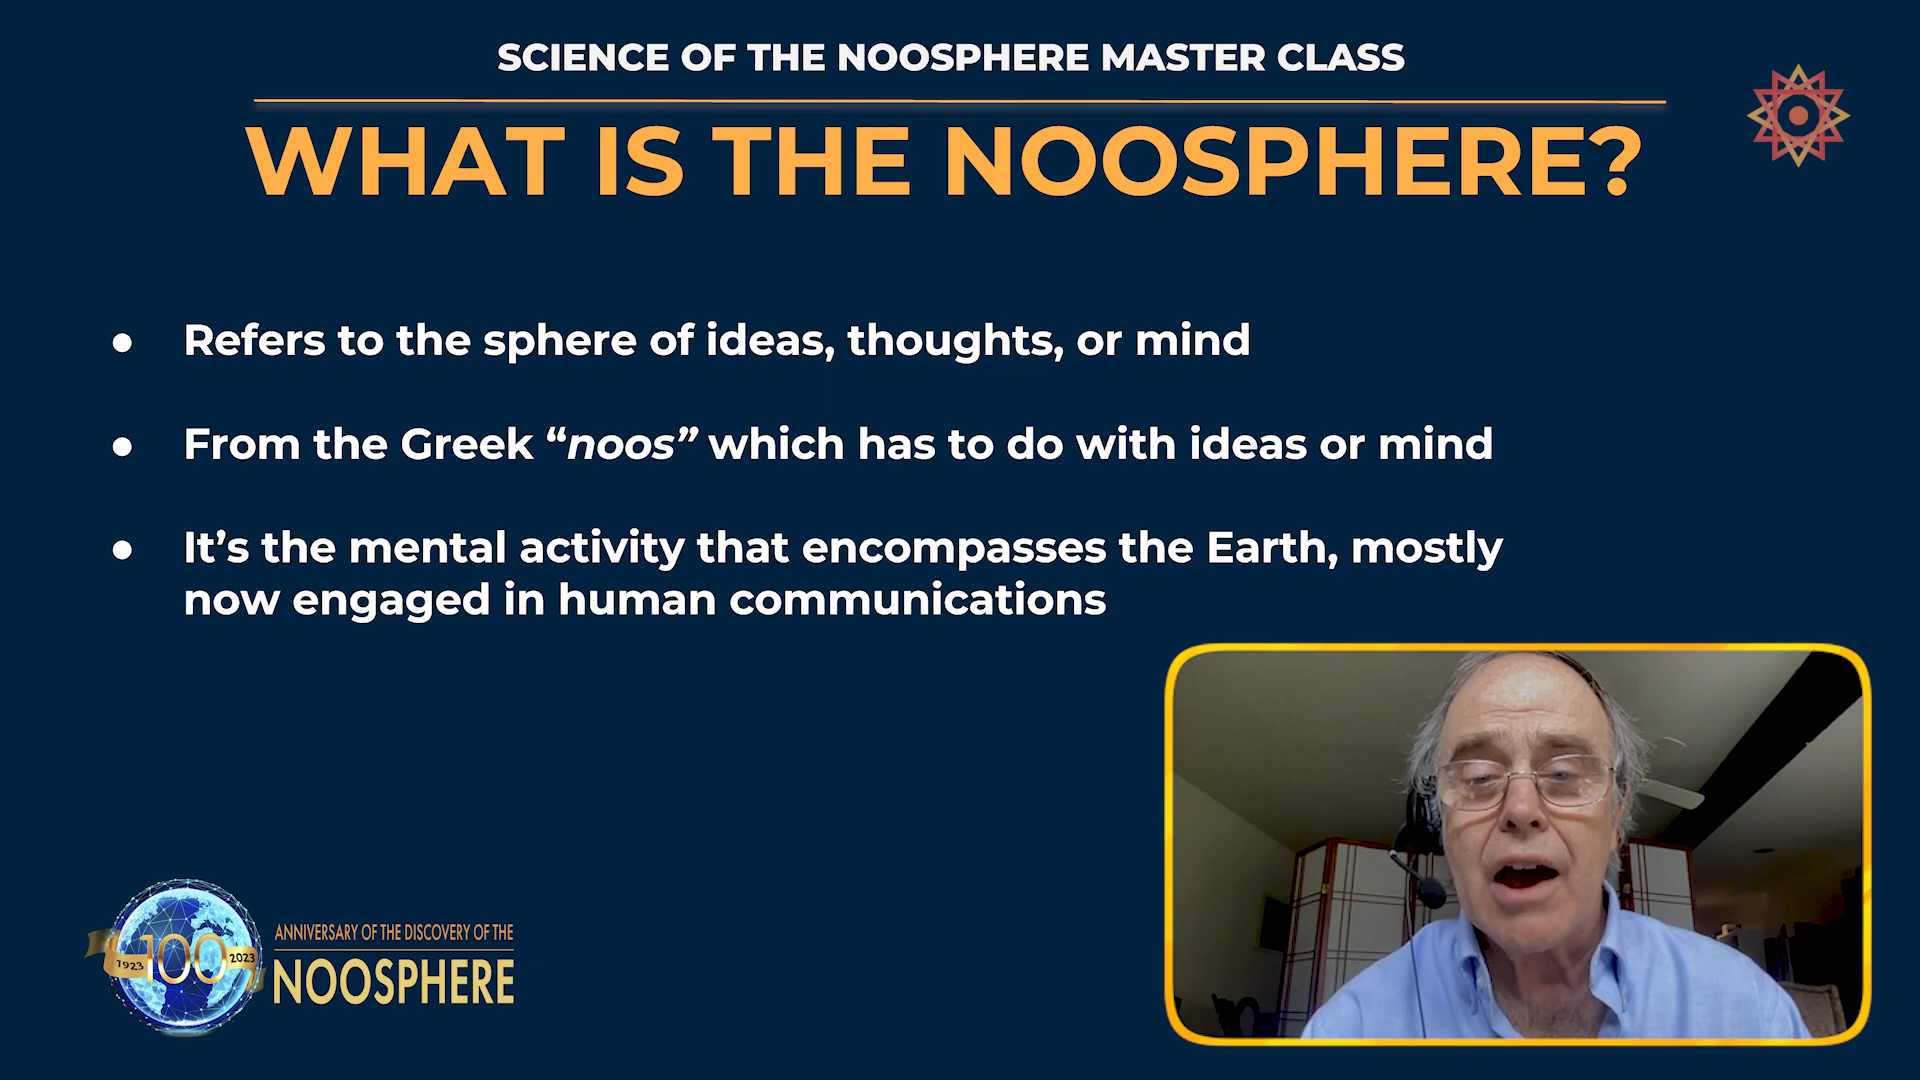 SCIENCE OF THE NOOSPHERE MASTER CLASS
WHAT IS THE NOOSPHERE?
● Refers to the sphere of ideas, thoughts, or mind
● From the Greek “noos” which has to do with ideas or mind
● It’s the mental activity that encompasses the Earth, mostly
now engaged in human communications
1923 100 2023
ANNIVERSARY OF THE DISCOVERY OF THE
NOOSPHERE